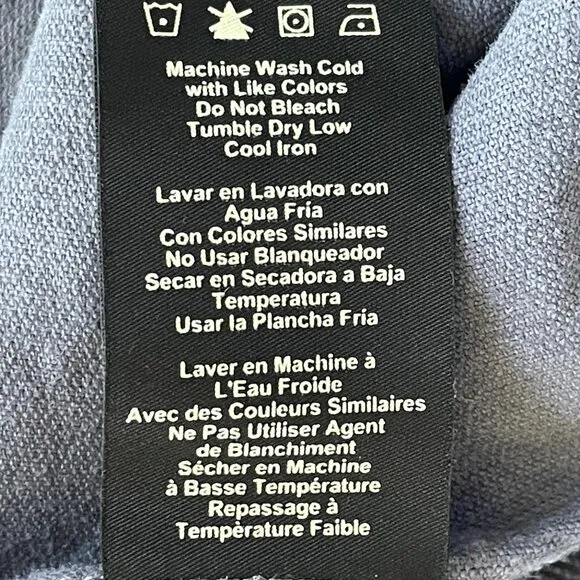 Machine Wash Cold
with Like Colors
Do Not Bleach
Tumble Dry Low
Cool Iron
Lavar en Lavadora con
Agua Fría
Con Colores Similares
No Usar Blanqueador
Secar en Secadora a Baja
Temperatura
Usar la Plancha Fría
Laver en Machine à
L'Eau Froide
Avec des Couleurs Similaires
Ne Pas Utiliser Agent
de Blanchiment
Sécher en Machine
à Basse Température
Repassage à
Température Faible